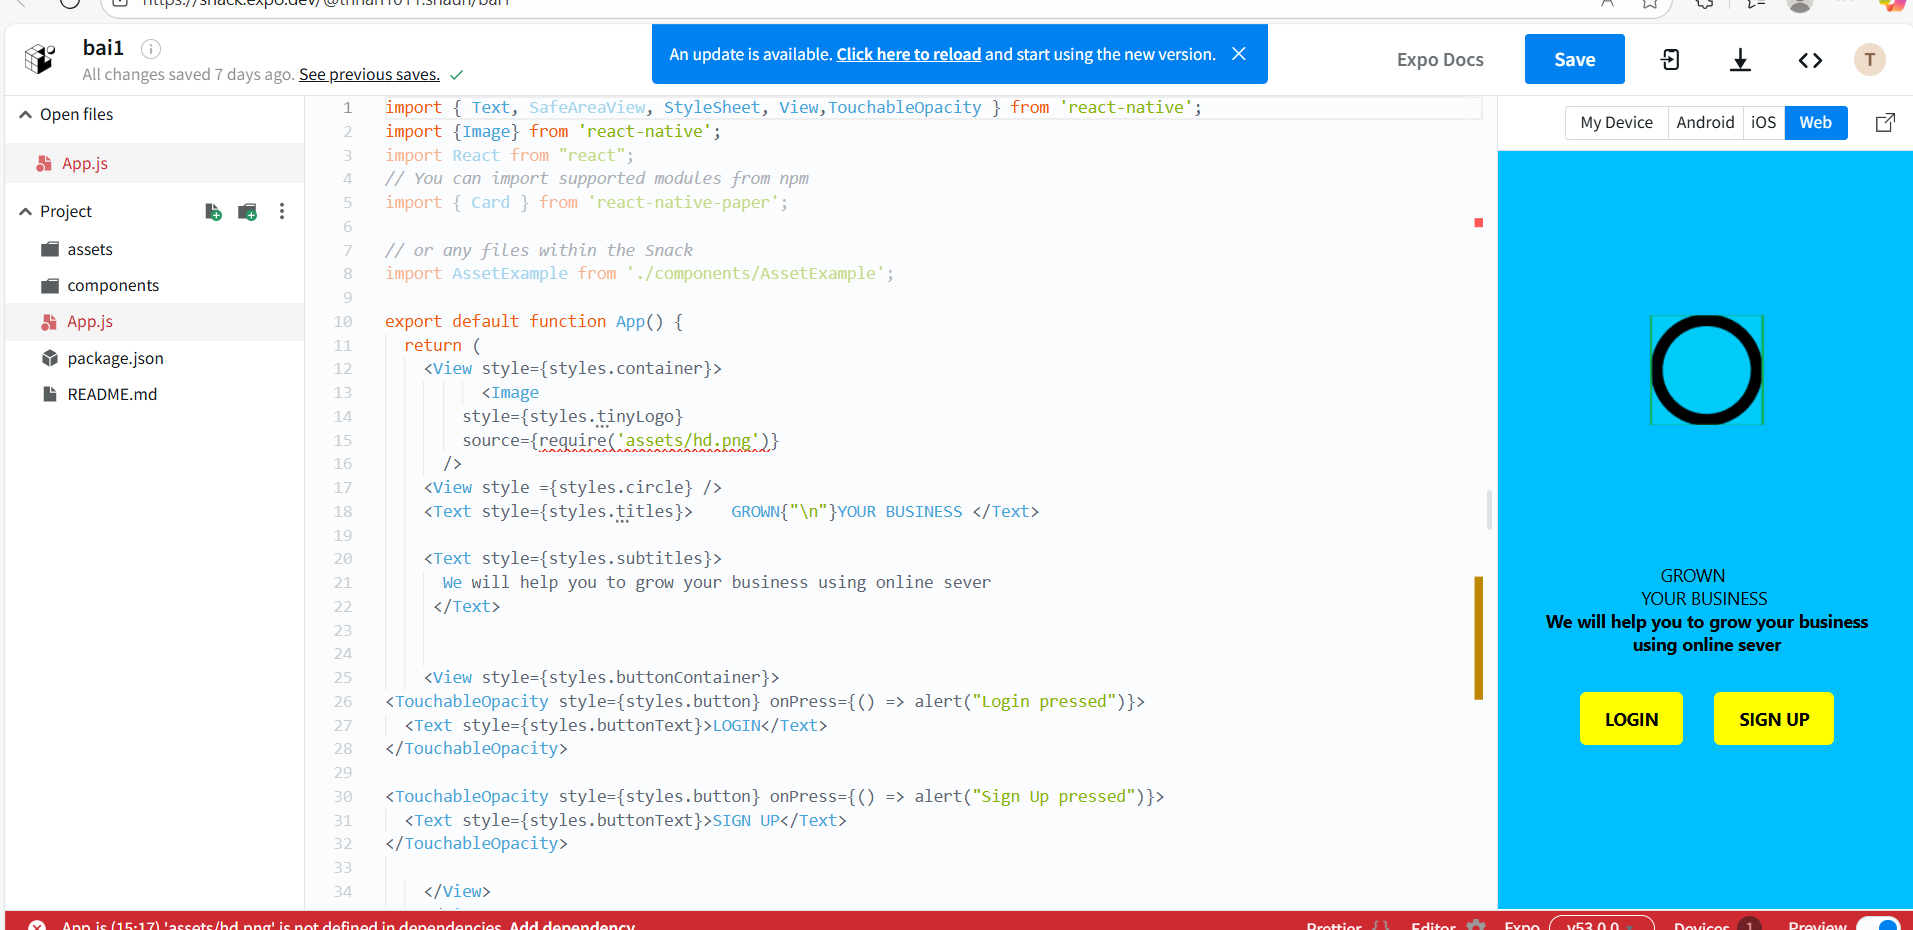 bai1
An update is available. Click here to reload and start using the new version.
Expo Docs
Save
T
All changes saved 7 days ago. See previous saves.
Open files
App.js
Project
assets
components
App.js
package.json
README.md
1 import { Text, SafeAreaView, StyleSheet, View,TouchableOpacity } from 'react-native';
2 import {Image} from 'react-native';
3 import React from "react";
4 // You can import supported modules from npm
5 import { Card } from 'react-native-paper';
6
7 // or any files within the Snack
8 import AssetExample from './components/AssetExample';
9
10 export default function App() {
11 return (
12 <View style={styles.container}>
13 <Image
14 style={styles.tinyLogo}
15 source={require('assets/hd.png')}
16 />
17 <View style ={styles.circle} />
18 <Text style={styles.titles}> GROWN{"\n"}YOUR BUSINESS </Text>
19
20 <Text style={styles.subtitles}>
21 We will help you to grow your business using online sever
22 </Text>
23
24
25 <View style={styles.buttonContainer}>
26 <TouchableOpacity style={styles.button} onPress={() => alert("Login pressed")}>
27 <Text style={styles.buttonText}>LOGIN</Text>
28 </TouchableOpacity>
29
30 <TouchableOpacity style={styles.button} onPress={() => alert("Sign Up pressed")}>
31 <Text style={styles.buttonText}>SIGN UP</Text>
32 </TouchableOpacity>
33
34 </View>
My Device Android iOS Web
GROWN
YOUR BUSINESS
We will help you to grow your business
using online sever
LOGIN SIGN UP
App.js (15:17) 'assets/hd.png' is not defined in dependencies. Add dependency
Prettier Editor Expo v53.0.0 Devices 1 Preview